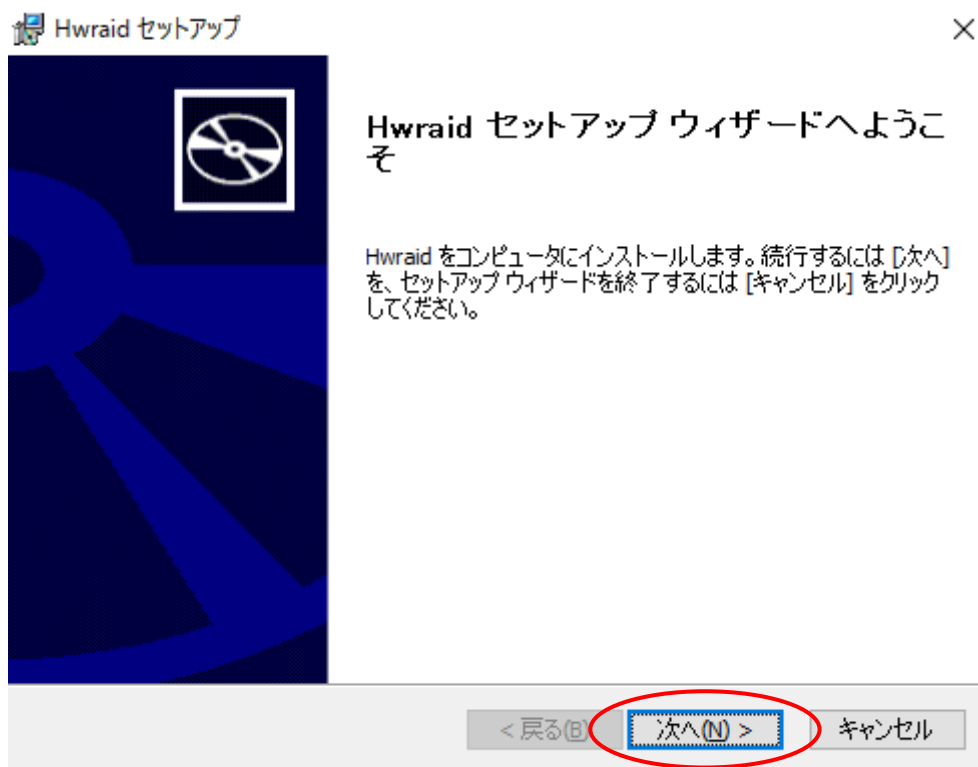 Hwraid セットアップ
Hwraid セットアップ ウィザードへようこ
そ
Hwraid をコンピュータにインストールします。続行するには [次へ]
を、セットアップ ウィザードを終了するには [キャンセル] をクリック
してください。
< 戻る(B) 次へ(N) > キャンセル